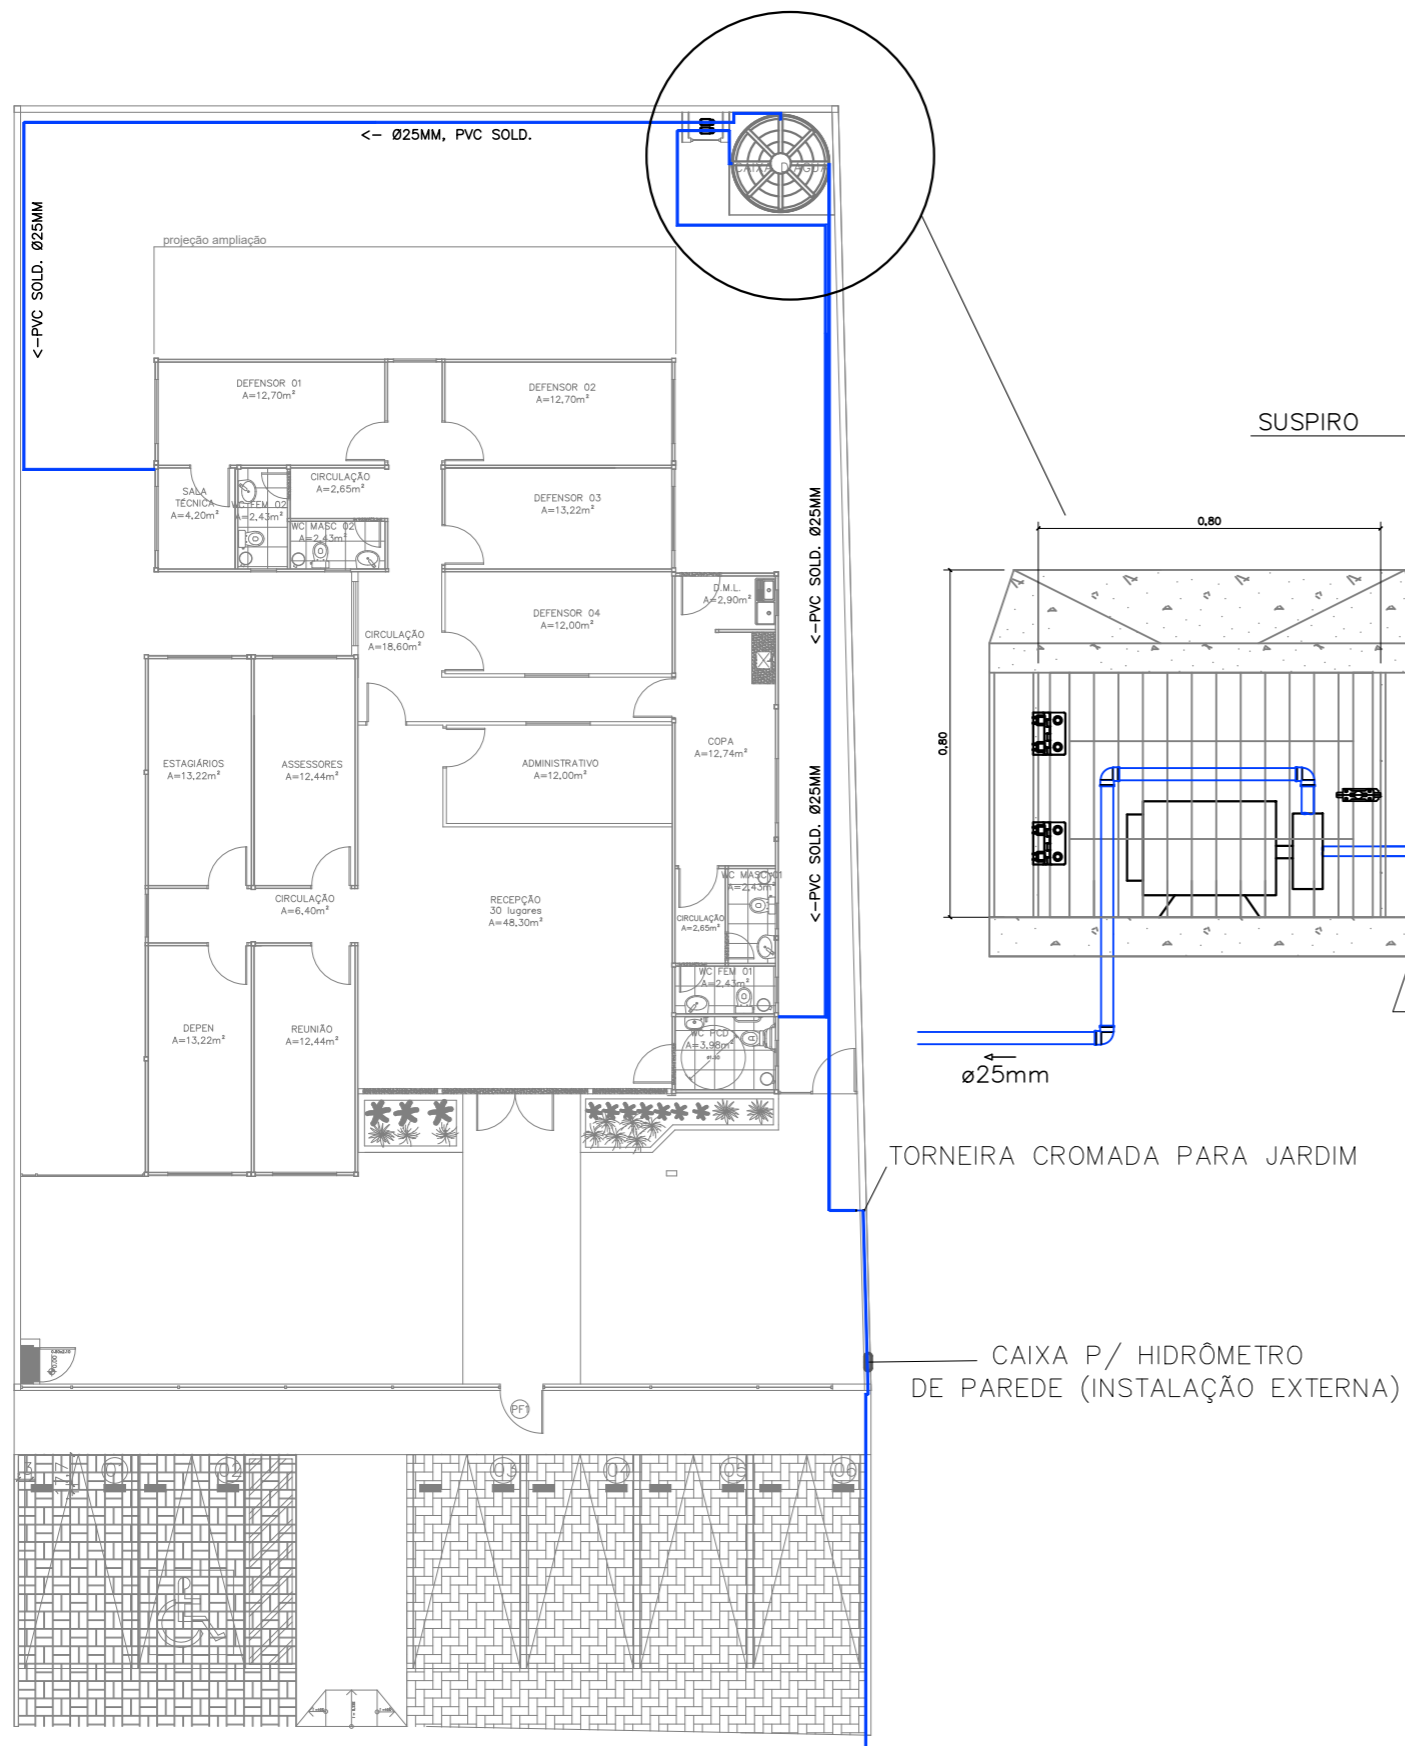 <- Ø25MM, PVC SOLD.
CAIXA D'AGUA
<-PVC SOLD. Ø25MM
projeção ampliação
DEFENSOR 01
A=12,70m²
DEFENSOR 02
A=12,70m²
SUSPIRO
SALA
TÉCNICA
A=4,20m²
WC FEM 02
A=2,43m²
CIRCULAÇÃO
A=2,65m²
WC MASC 02
A=2,43m²
DEFENSOR 03
A=13,22m²
<-PVC SOLD. Ø25MM
0,80
0,80
D.M.L.
A=2,90m²
DEFENSOR 04
A=12,00m²
CIRCULAÇÃO
A=18,60m²
ESTAGIÁRIOS
A=13,22m²
ASSESSORES
A=12,44m²
ADMINISTRATIVO
A=12,00m²
COPA
A=12,74m²
<-PVC SOLD. Ø25MM
CIRCULAÇÃO
A=6,40m²
RECEPÇÃO
30 lugares
A=48,30m²
WC MASC 01
A=2,43m²
CIRCULAÇÃO
A=2,65m²
WC FEM 01
A=2,43m²
DEPEN
A=13,22m²
REUNIÃO
A=12,44m²
WC PCD
A=3,98m²
ø25mm
TORNEIRA CROMADA PARA JARDIM
CAIXA P/ HIDRÔMETRO
DE PAREDE (INSTALAÇÃO EXTERNA)
PF1
01
02
03
04
05
06